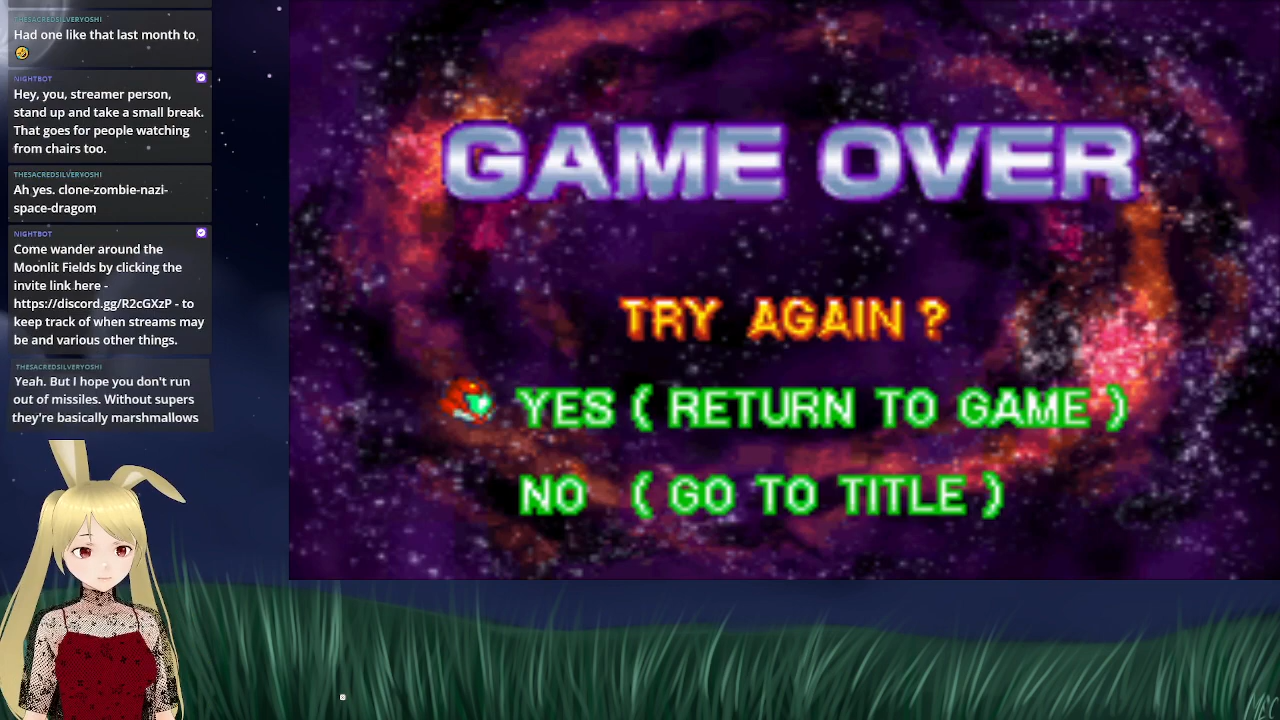 THESACREDSILVERYOSHI
Had one like that last month to
🤣
NIGHTBOT
Hey, you, streamer person,
stand up and take a small break.
That goes for people watching
from chairs too.
THESACREDSILVERYOSHI
Ah yes. clone-zombie-nazi-
space-dragom
NIGHTBOT
Come wander around the
Moonlit Fields by clicking the
invite link here -
https://discord.gg/R2cGXzP - to
keep track of when streams may
be and various other things.
THESACREDSILVERYOSHI
Yeah. But I hope you don't run
out of missiles. Without supers
they're basically marshmallows
GAME OVER
TRY AGAIN ?
YES ( RETURN TO GAME )
NO ( GO TO TITLE )